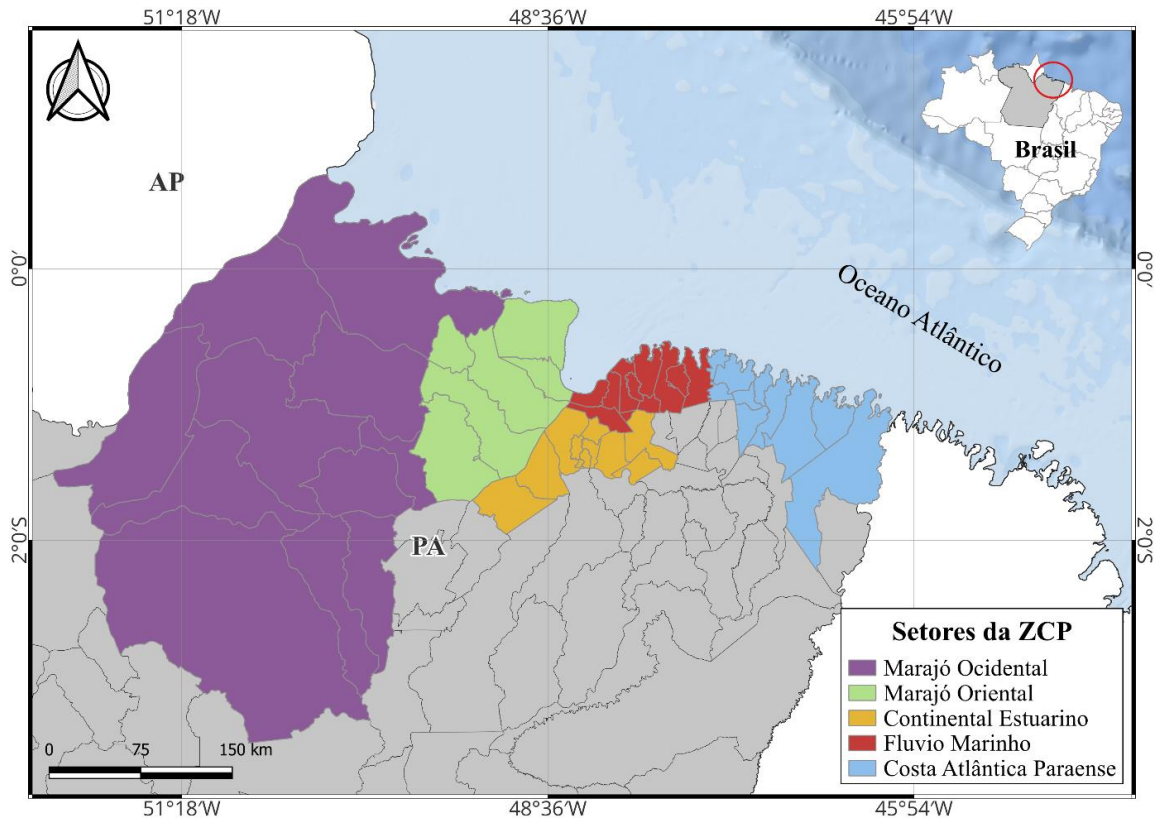 51°18′W 48°36′W 45°54′W
AP
Brasil
0°0′
0°0′
Oceano Atlântico
2°0′S
2°0′S
PA
Setores da ZCP
Marajó Ocidental
Marajó Oriental
Continental Estuarino
Fluvio Marinho
Costa Atlântica Paraense
0 75 150 km
51°18′W 48°36′W 45°54′W